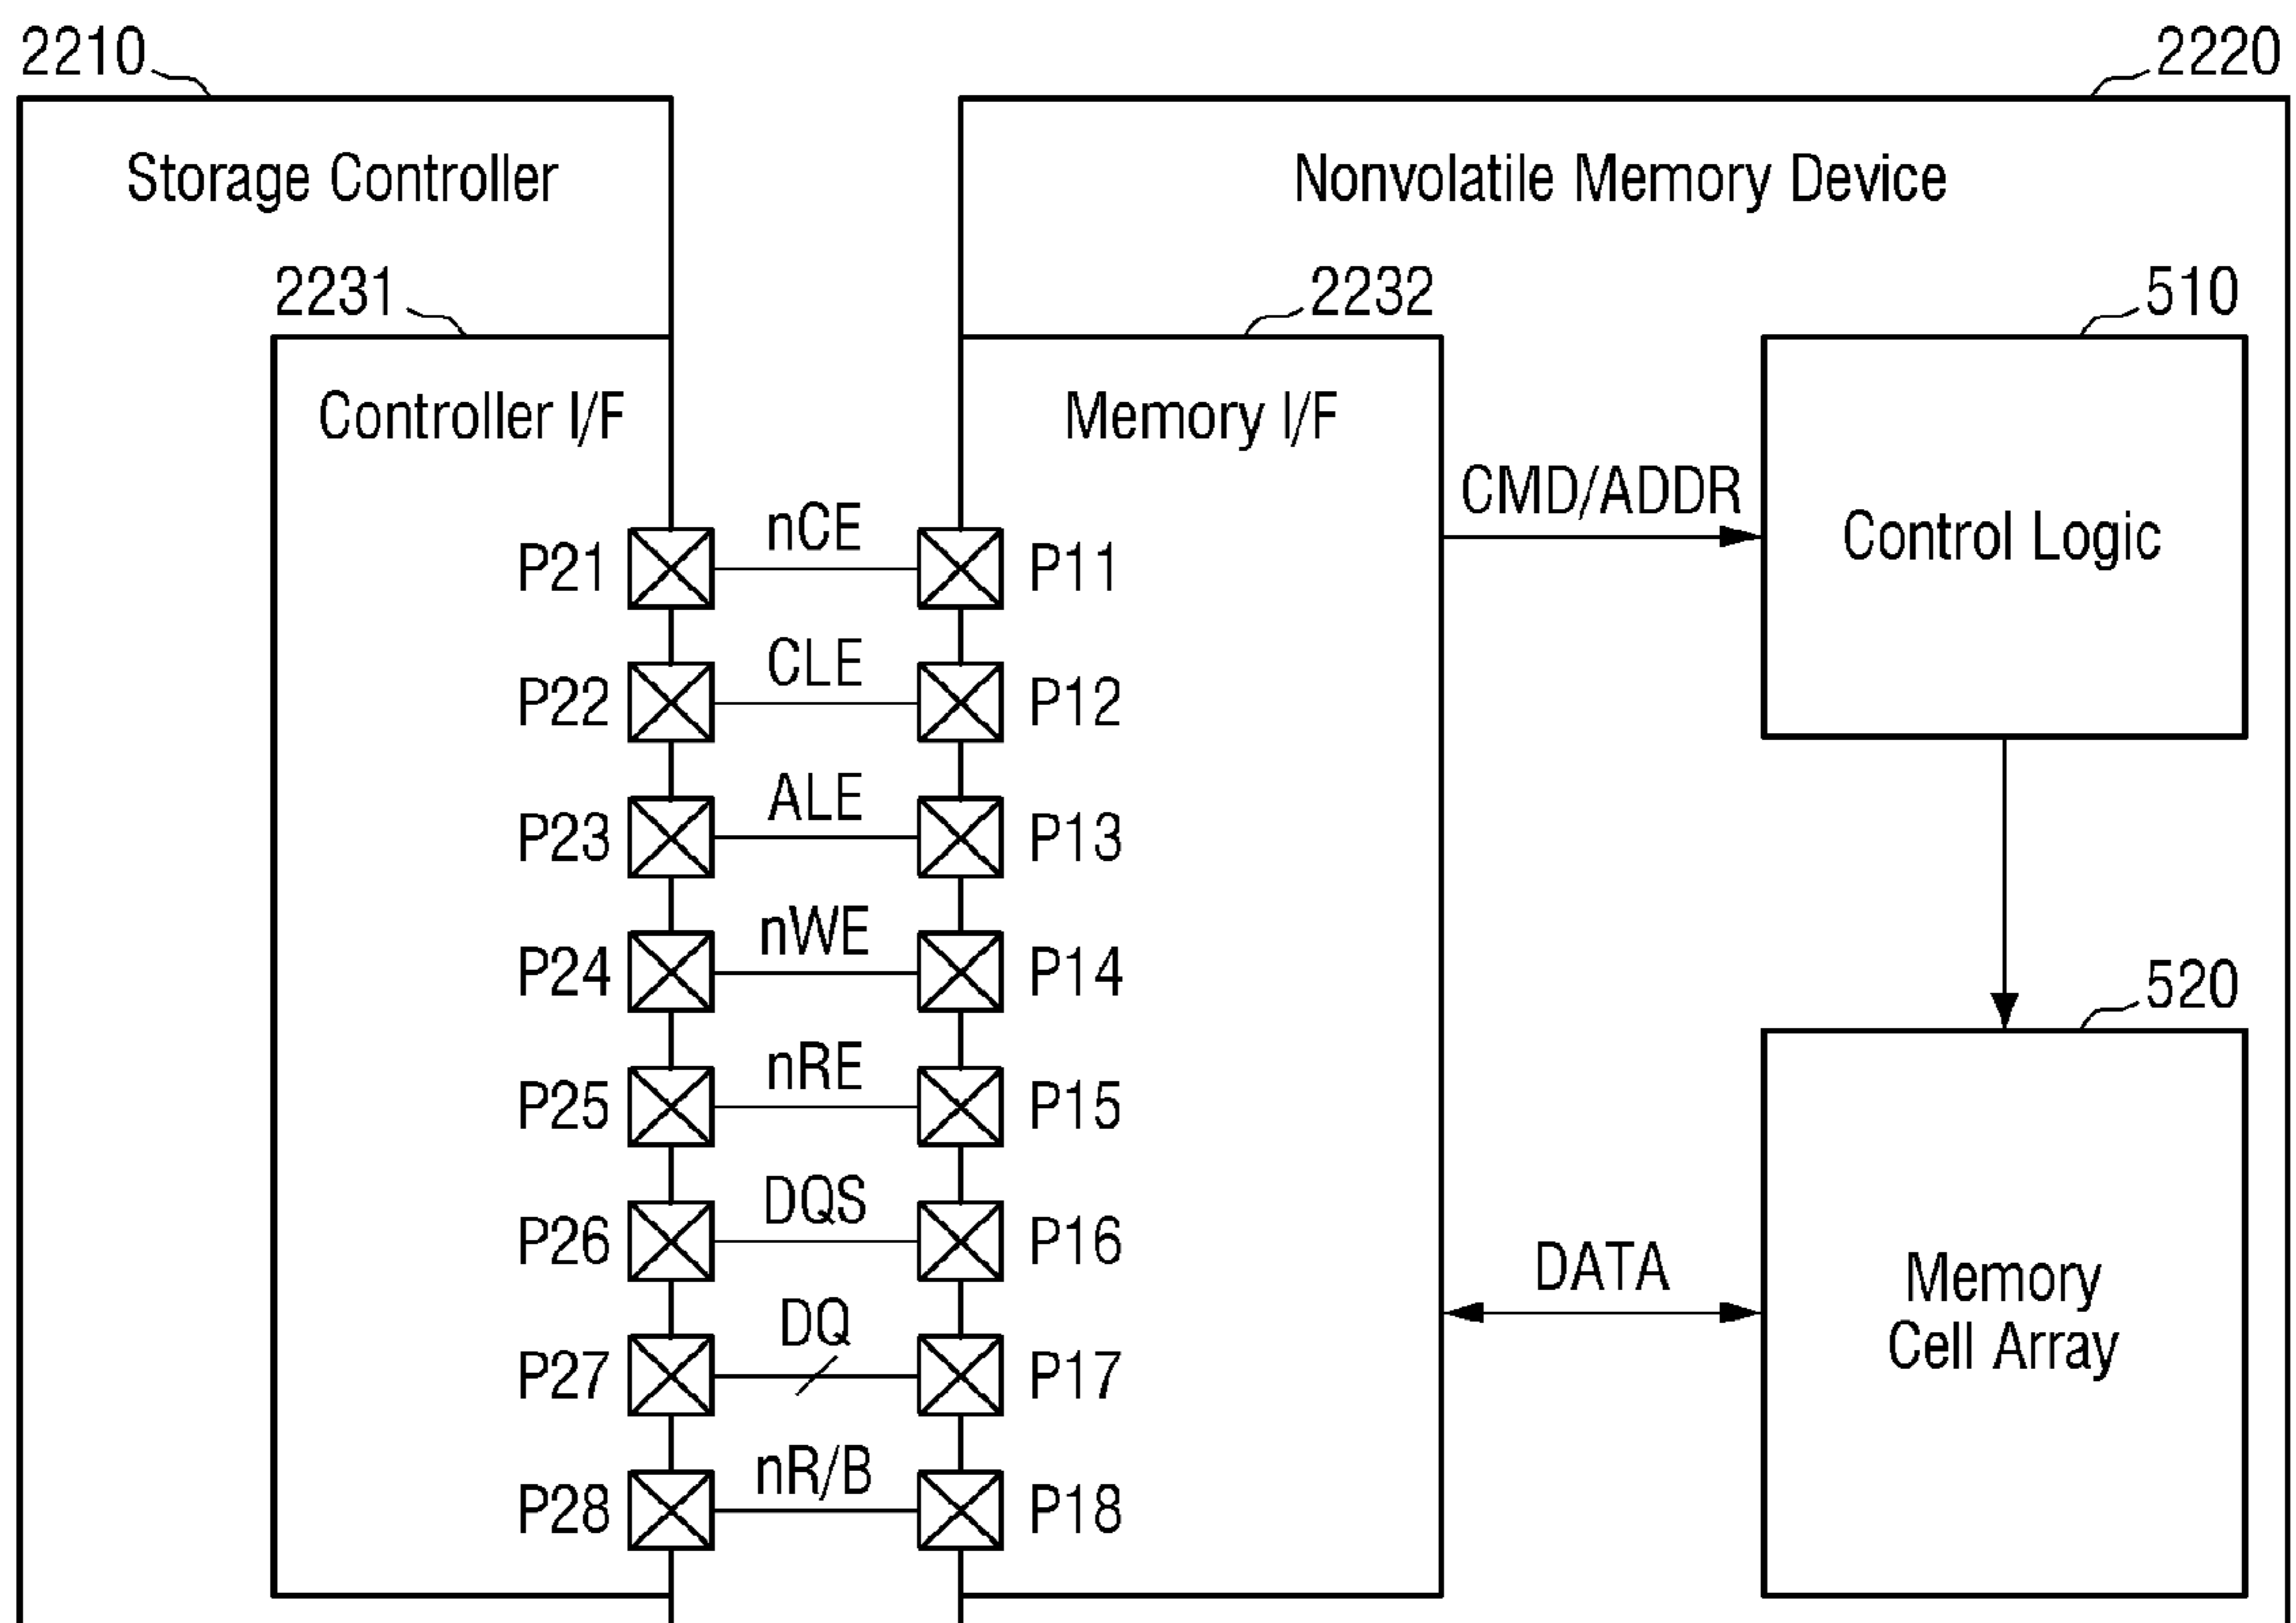 2210
2220
Storage Controller
Nonvolatile Memory Device
2231
2232
510
Controller I/F
Memory I/F
CMD/ADDR
Control Logic
P21 nCE P11
P22 CLE P12
P23 ALE P13
P24 nWE P14
520
P25 nRE P15
P26 DQS P16
DATA
Memory
Cell Array
P27 DQ P17
P28 nR/B P18